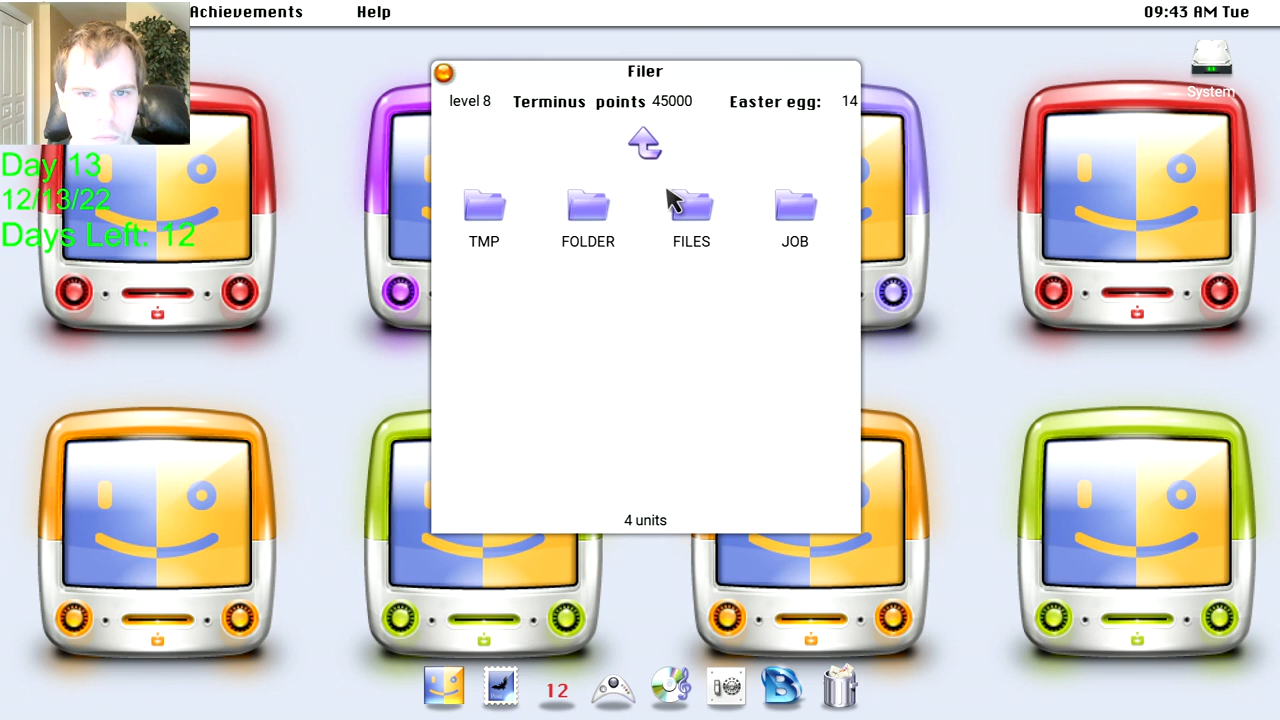 Achievements Help 09:43 AM Tue
Filer
System
level 8 Terminus points 45000 Easter egg: 14
Day 13
12/13/22
Days Left: 12
TMP FOLDER FILES JOB
4 units
12